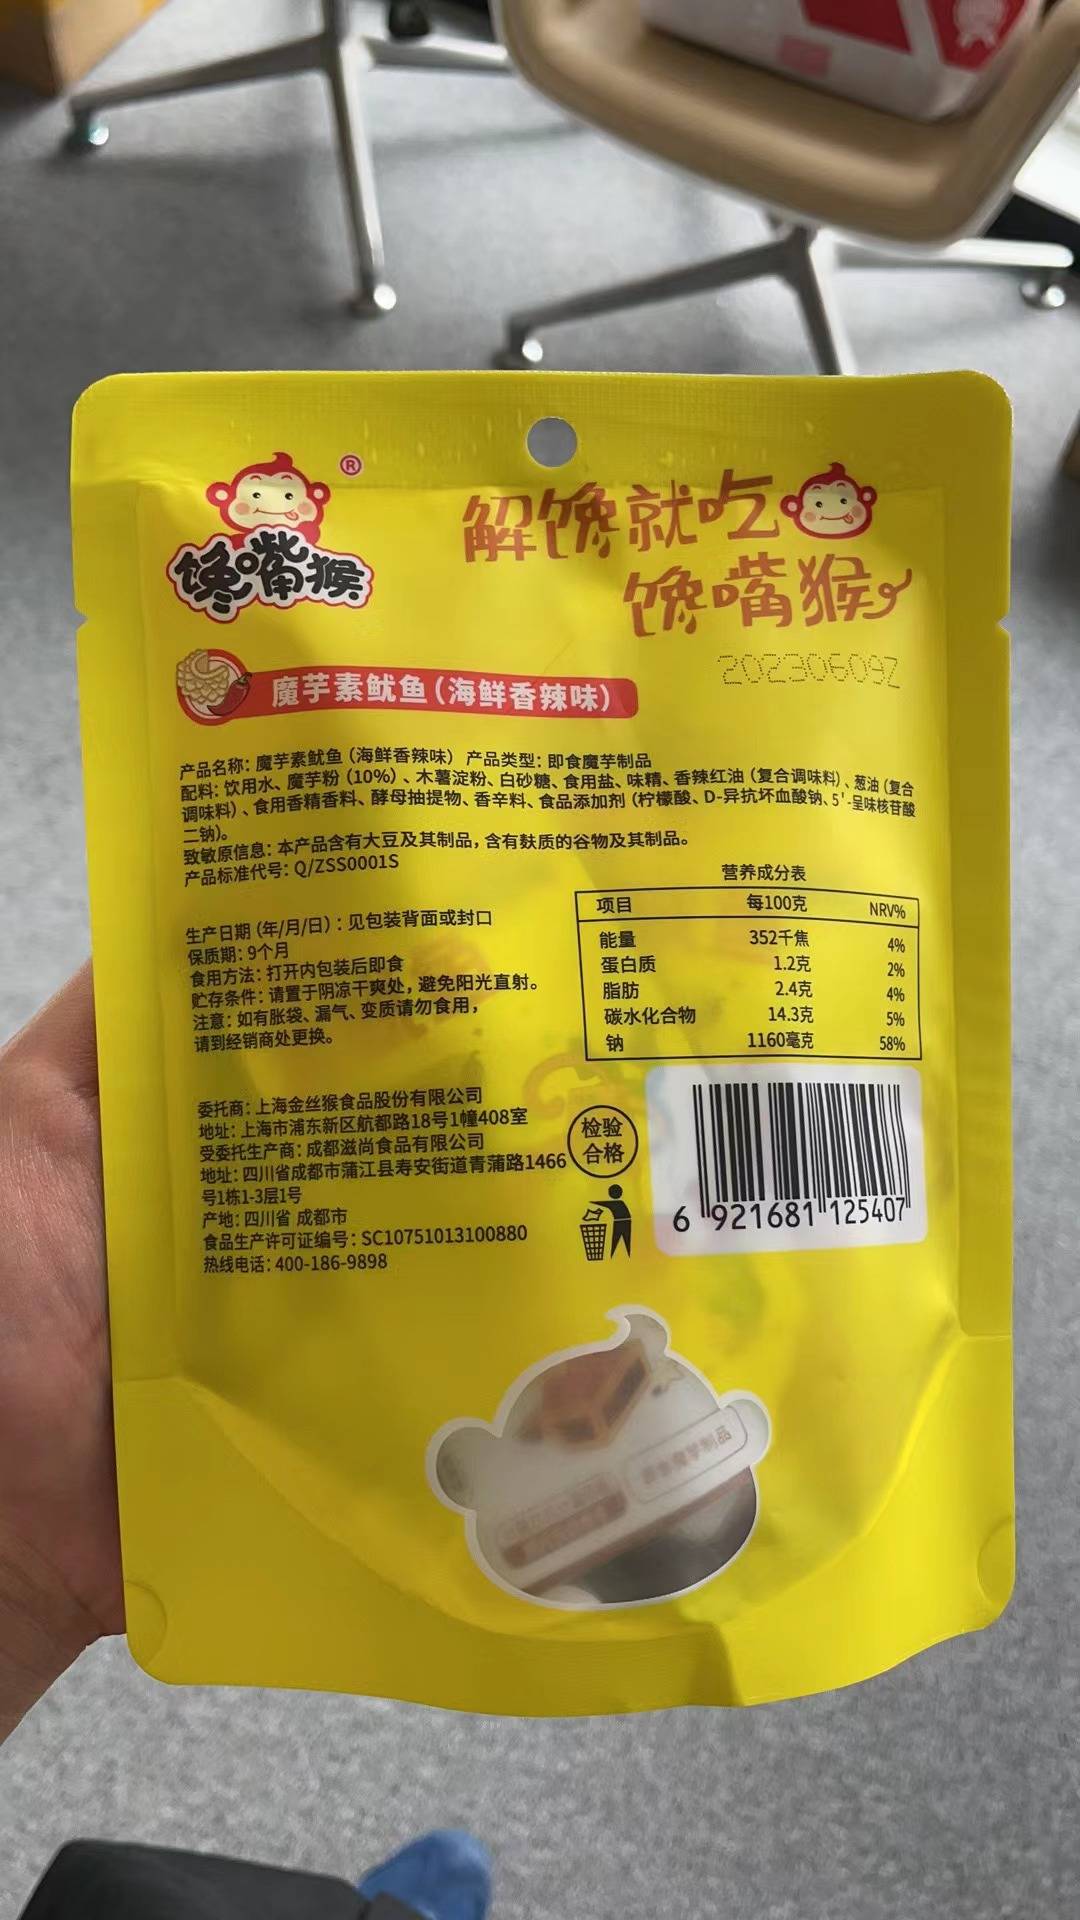 ®
馋嘴猴
解馋就吃
馋嘴猴
20230609Z
魔芋素鱿鱼(海鲜香辣味)
产品名称:魔芋素鱿鱼(海鲜香辣味) 产品类型:即食魔芋制品
配料:饮用水、魔芋粉(10%)、木薯淀粉、白砂糖、食用盐、味精、香辣红油(复合调味料)、葱油(复合
调味料)、食用香精香料、酵母抽提物、香辛料、食品添加剂(柠檬酸、D-异抗坏血酸钠、5'-呈味核苷酸
二钠)。
致敏原信息:本产品含有大豆及其制品,含有麸质的谷物及其制品。
产品标准代号:Q/ZSS0001S
生产日期(年/月/日):见包装背面或封口
保质期:9个月
食用方法:打开内包装后即食
贮存条件:请置于阴凉干爽处,避免阳光直射。
注意:如有胀袋、漏气、变质请勿食用,
请到经销商处更换。
营养成分表
项目 每100克 NRV%
能量 352千焦 4%
蛋白质 1.2克 2%
脂肪 2.4克 4%
碳水化合物 14.3克 5%
钠 1160毫克 58%
委托商:上海金丝猴食品股份有限公司
地址:上海市浦东新区航都路18号1幢408室
受委托生产商:成都滋尚食品有限公司
地址:四川省成都市蒲江县寿安街道青蒲路1466
号1栋1-3层1号
产地:四川省 成都市
食品生产许可证编号:SC10751013100880
热线电话:400-186-9898
检验
合格
6 921681 125407